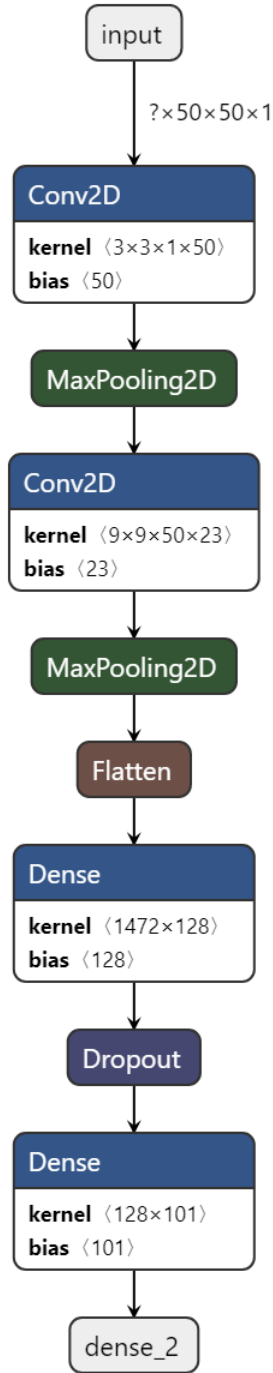 input
?×50×50×1
Conv2D
kernel 〈3×3×1×50〉
bias 〈50〉
MaxPooling2D
Conv2D
kernel 〈9×9×50×23〉
bias 〈23〉
MaxPooling2D
Flatten
Dense
kernel 〈1472×128〉
bias 〈128〉
Dropout
Dense
kernel 〈128×101〉
bias 〈101〉
dense_2